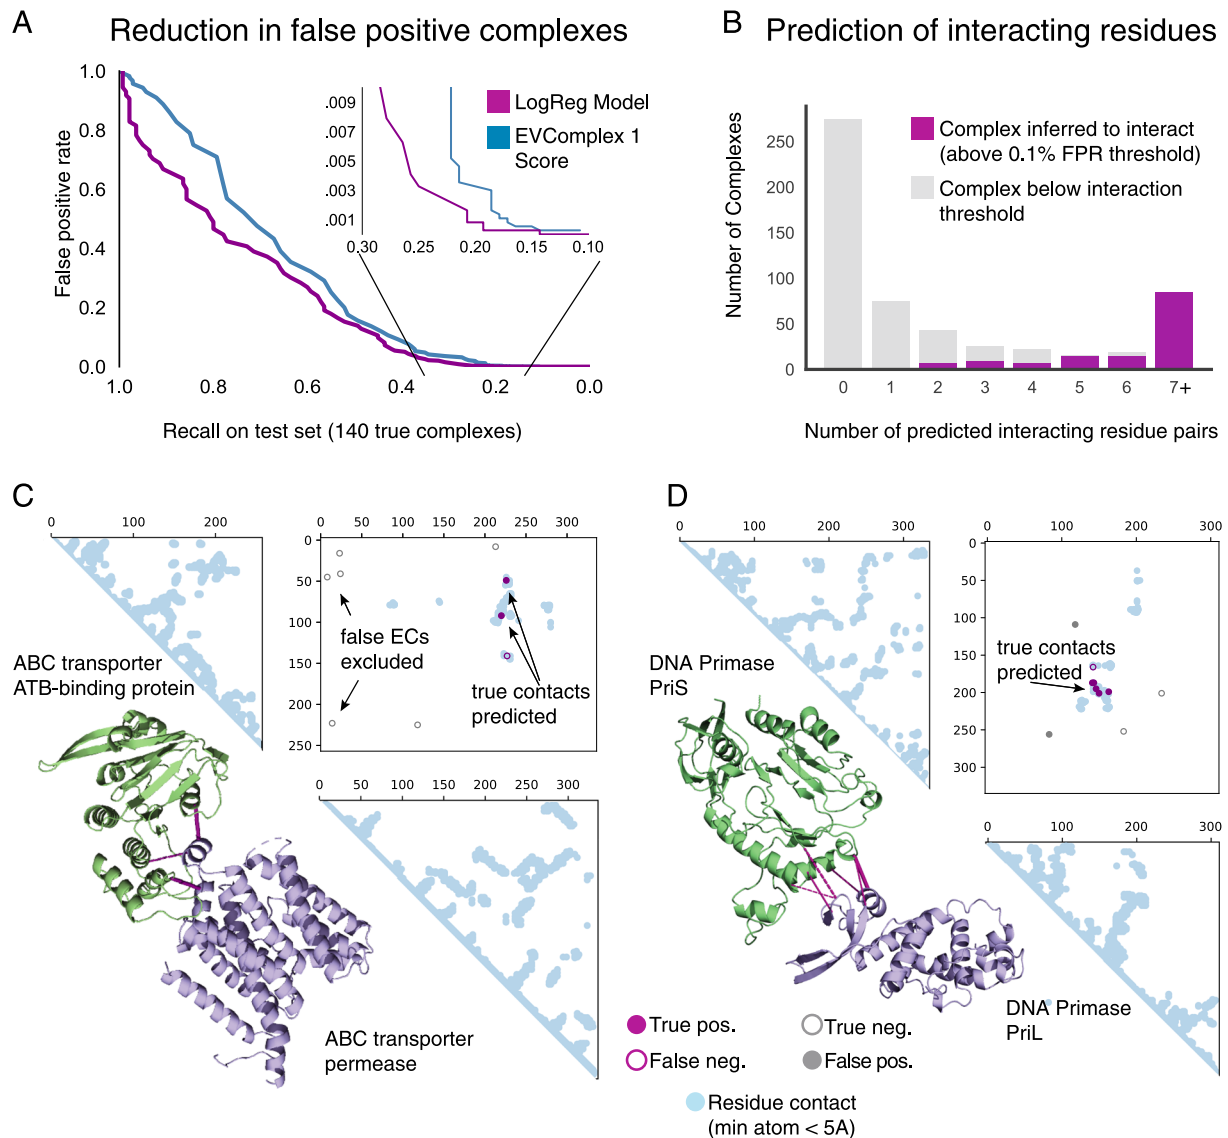 A
Reduction in false positive complexes
False positive rate
1.0
0.8
0.6
0.4
0.2
0.0
1.0 0.8 0.6 0.4 0.2 0.0
Recall on test set (140 true complexes)
.009
.007
.005
.003
.001
0.30 0.25 0.20 0.15 0.10
LogReg Model
EVComplex 1
Score
B
Prediction of interacting residues
Number of Complexes
250
200
150
100
50
0
0 1 2 3 4 5 6 7+
Number of predicted interacting residue pairs
Complex inferred to interact
(above 0.1% FPR threshold)
Complex below interaction
threshold
C
0 50 100 150 200
0 50 100 150 200 250 300
0
50
100
150
200
250
false ECs
excluded
true contacts
predicted
ABC transporter
ATB-binding protein
0 50 100 150 200 250 300
ABC transporter
permease
D
0 100 200 300
0 100 200 300
0
50
100
150
200
250
300
true contacts
predicted
DNA Primase
PriS
0 100 200 300
DNA Primase
PriL
True pos.
True neg.
False neg.
False pos.
Residue contact
(min atom < 5A)